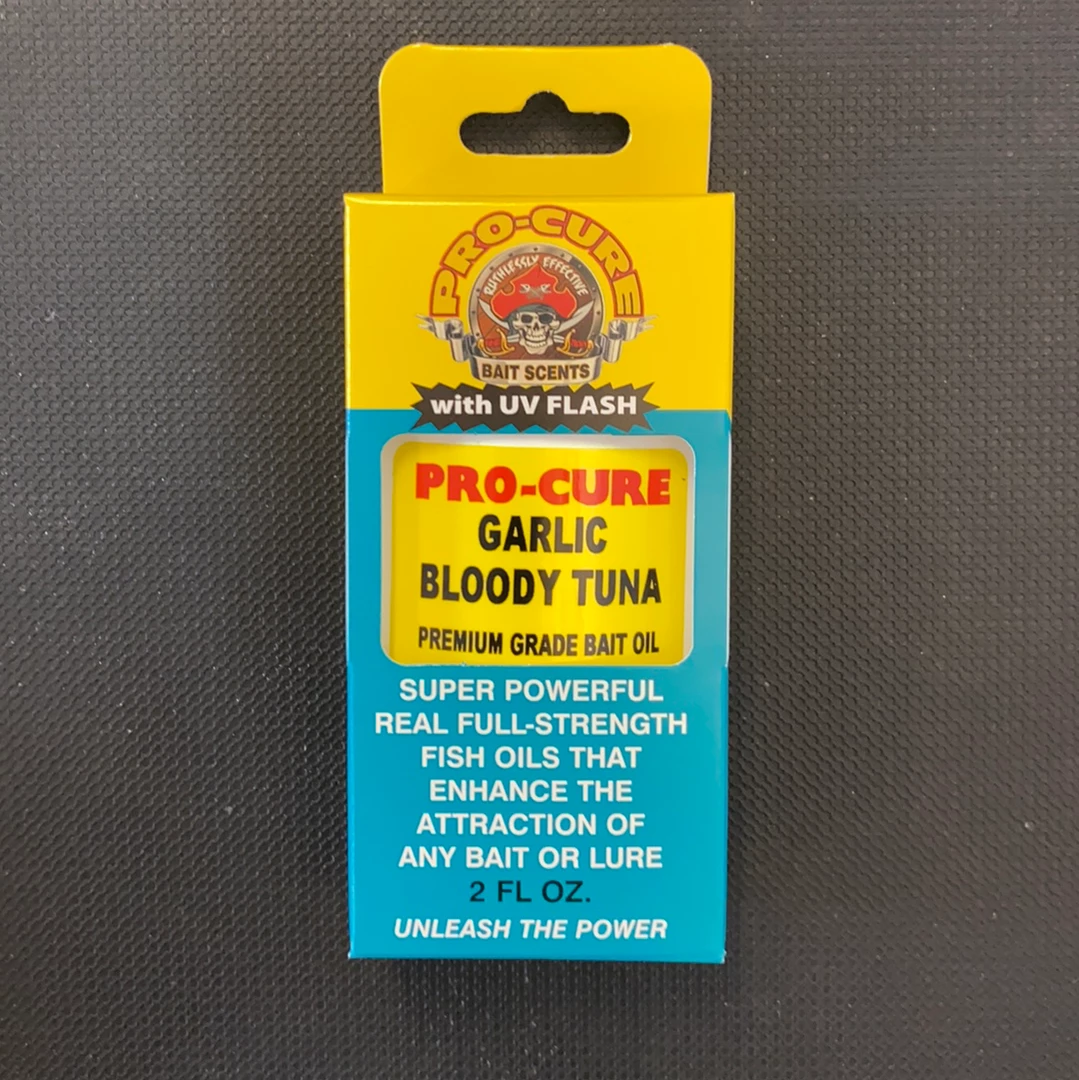 PRO-CURE
RUTHLESSLY EFFECTIVE
BAIT SCENTS
with UV FLASH
PRO-CURE
GARLIC
BLOODY TUNA
PREMIUM GRADE BAIT OIL
SUPER POWERFUL
REAL FULL-STRENGTH
FISH OILS THAT
ENHANCE THE
ATTRACTION OF
ANY BAIT OR LURE
2 FL OZ.
UNLEASH THE POWER